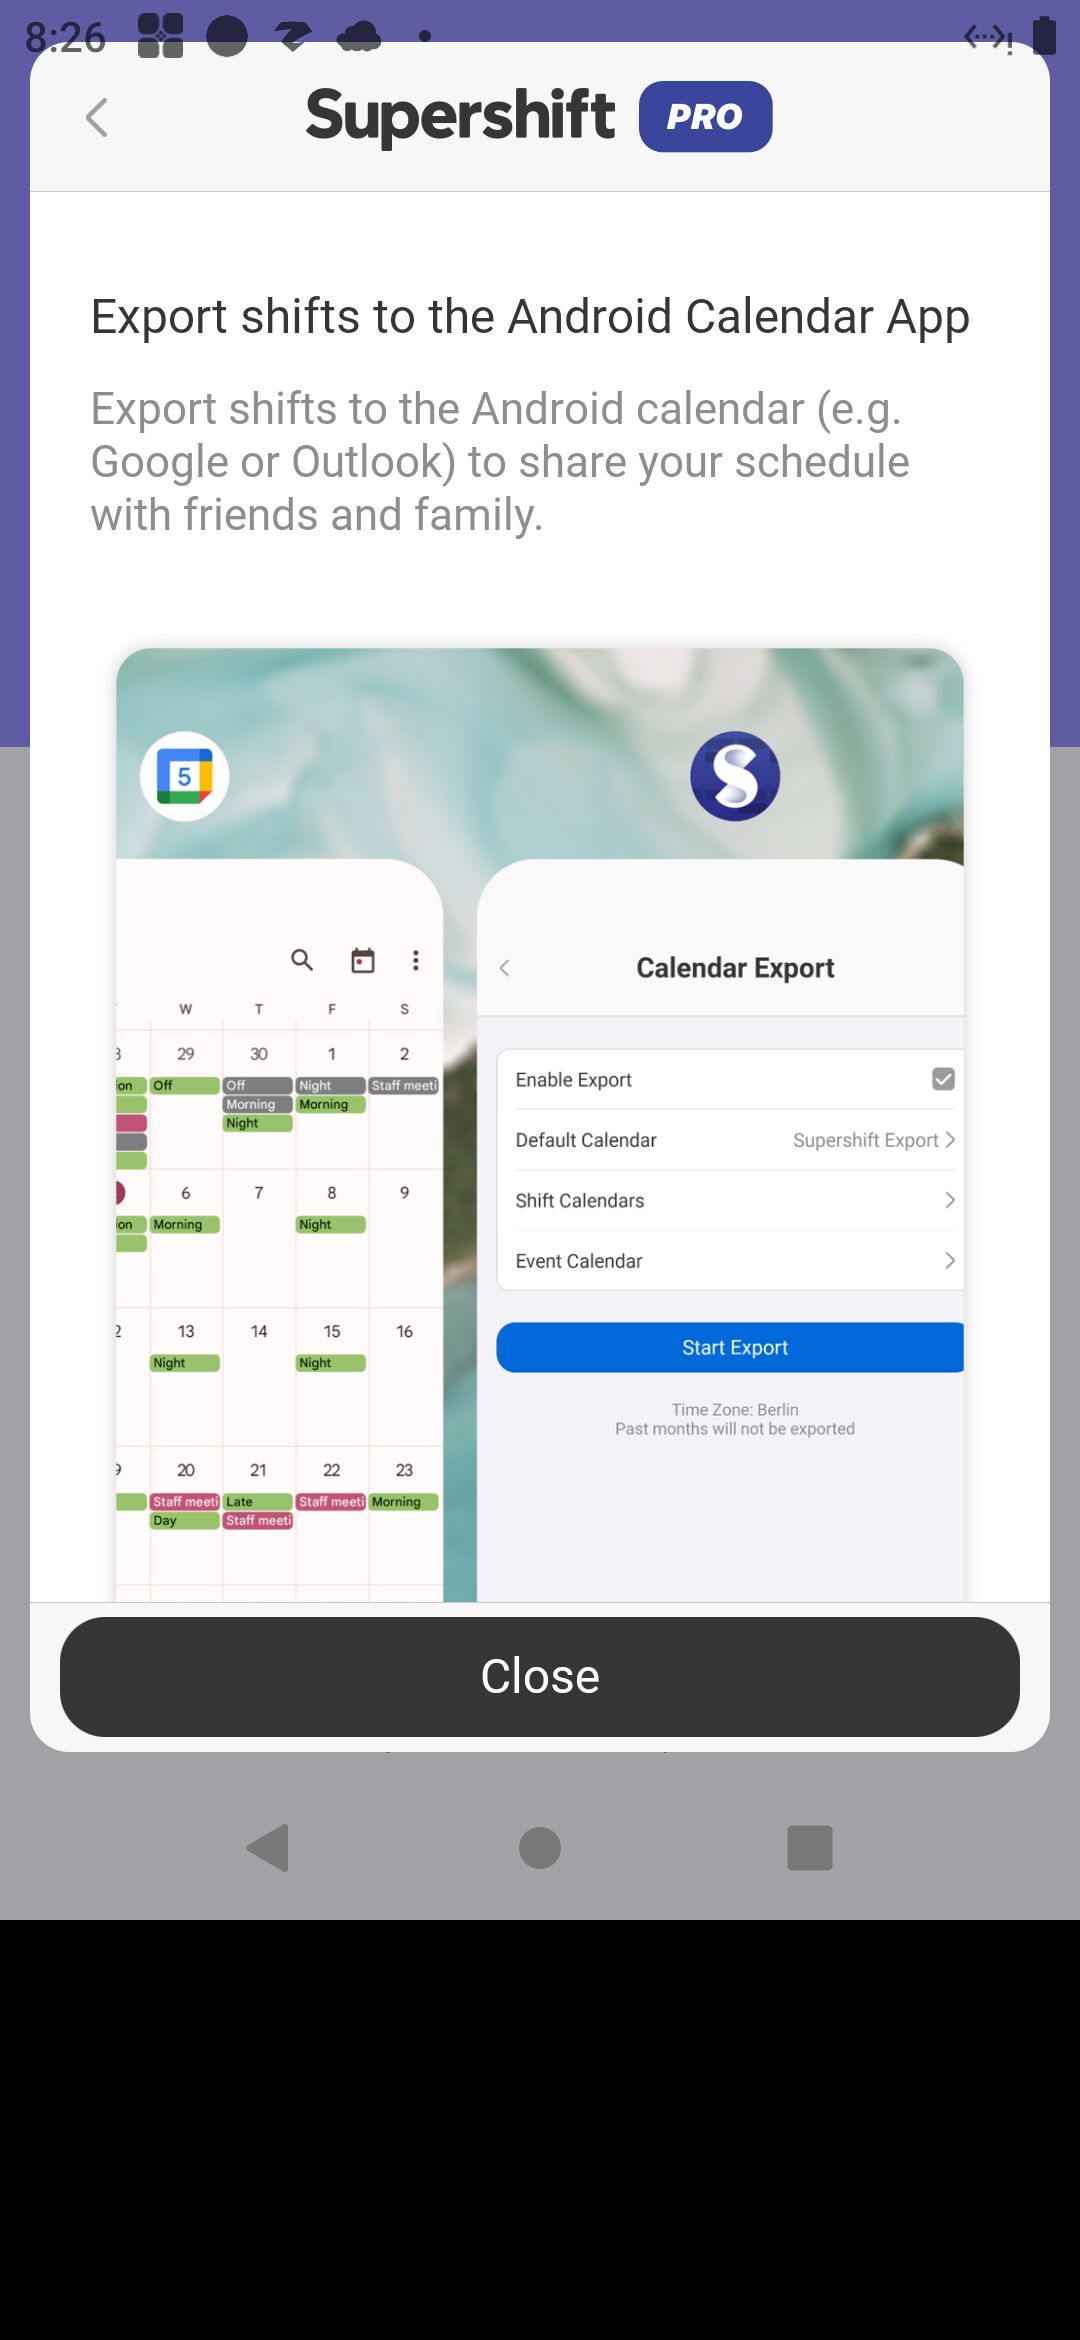 8:26
Supershift PRO
Export shifts to the Android Calendar App
Export shifts to the Android calendar (e.g.
Google or Outlook) to share your schedule
with friends and family.
5
S
Calendar Export
W T F S
29 30 1 2
ion Off Off Night Staff meeti
Morning Morning
Night
6 7 8 9
ion Morning Night
13 14 15 16
Night Night
20 21 22 23
Staff meeti Late Staff meeti Morning
Day Staff meeti
Enable Export
Default Calendar Supershift Export
Shift Calendars
Event Calendar
Start Export
Time Zone: Berlin
Past months will not be exported
Close